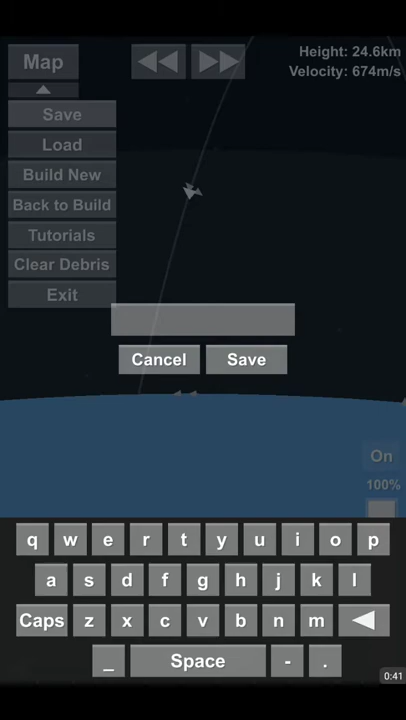 Map
Height: 24.6km
Velocity: 674m/s
Save
Load
Build New
Back to Build
Tutorials
Clear Debris
Exit
Cancel
Save
On
100%
q w e r t y u i o p
a s d f g h j k l
Caps z x c v b n m
_ Space - .
0:41